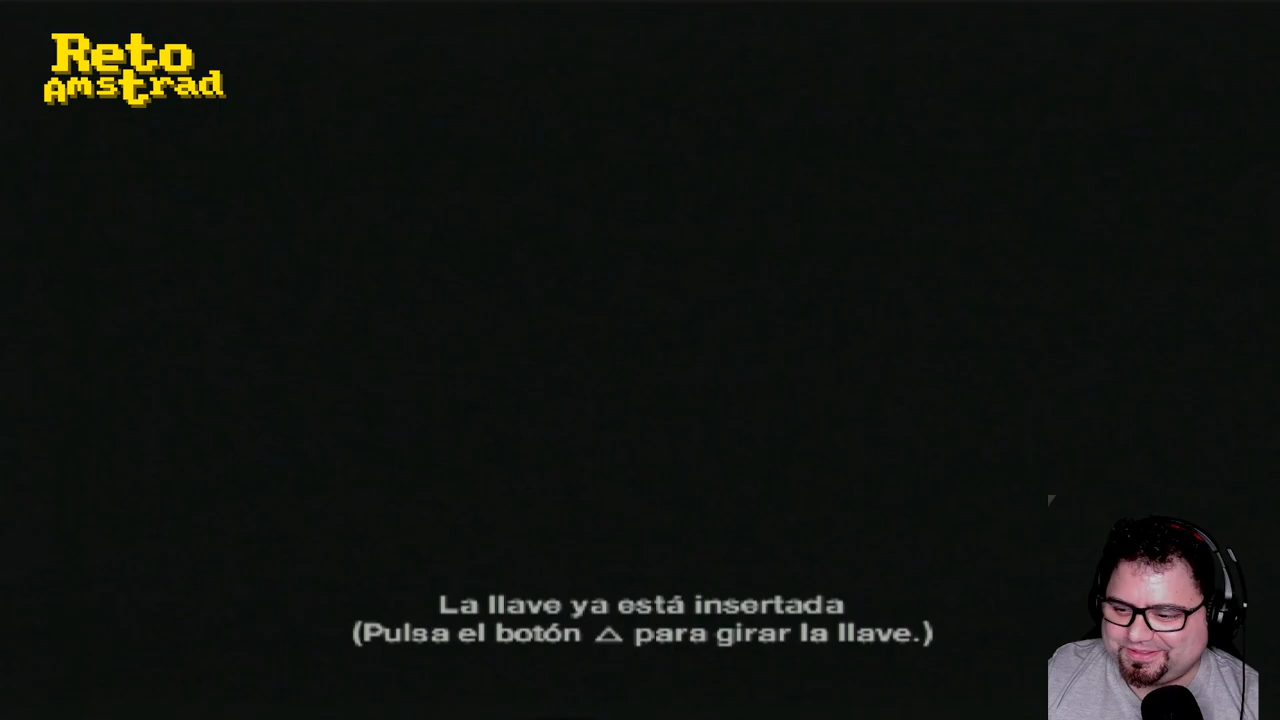 Reto
Amstrad
La llave ya está insertada
(Pulsa el botón △ para girar la llave.)